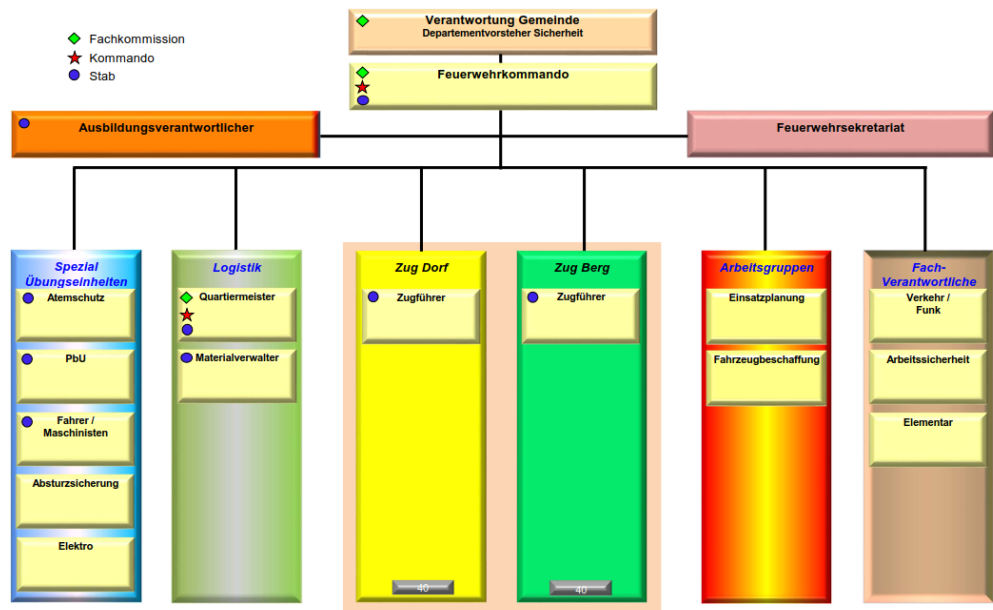 Verantwortung Gemeinde
Departementvorsteher Sicherheit
Fachkommission
Kommando
Stab
Feuerwehrkommando
Ausbildungsverantwortlicher
Feuerwehrsekretariat
Spezial
Übungseinheiten
Atemschutz
PbU
Fahrer /
Maschinisten
Absturzsicherung
Elektro
Logistik
Quartiermeister
Materialverwalter
Zug Dorf
Zugführer
40
Zug Berg
Zugführer
40
Arbeitsgruppen
Einsatzplanung
Fahrzeugbeschaffung
Fach-
Verantwortliche
Verkehr /
Funk
Arbeitssicherheit
Elementar